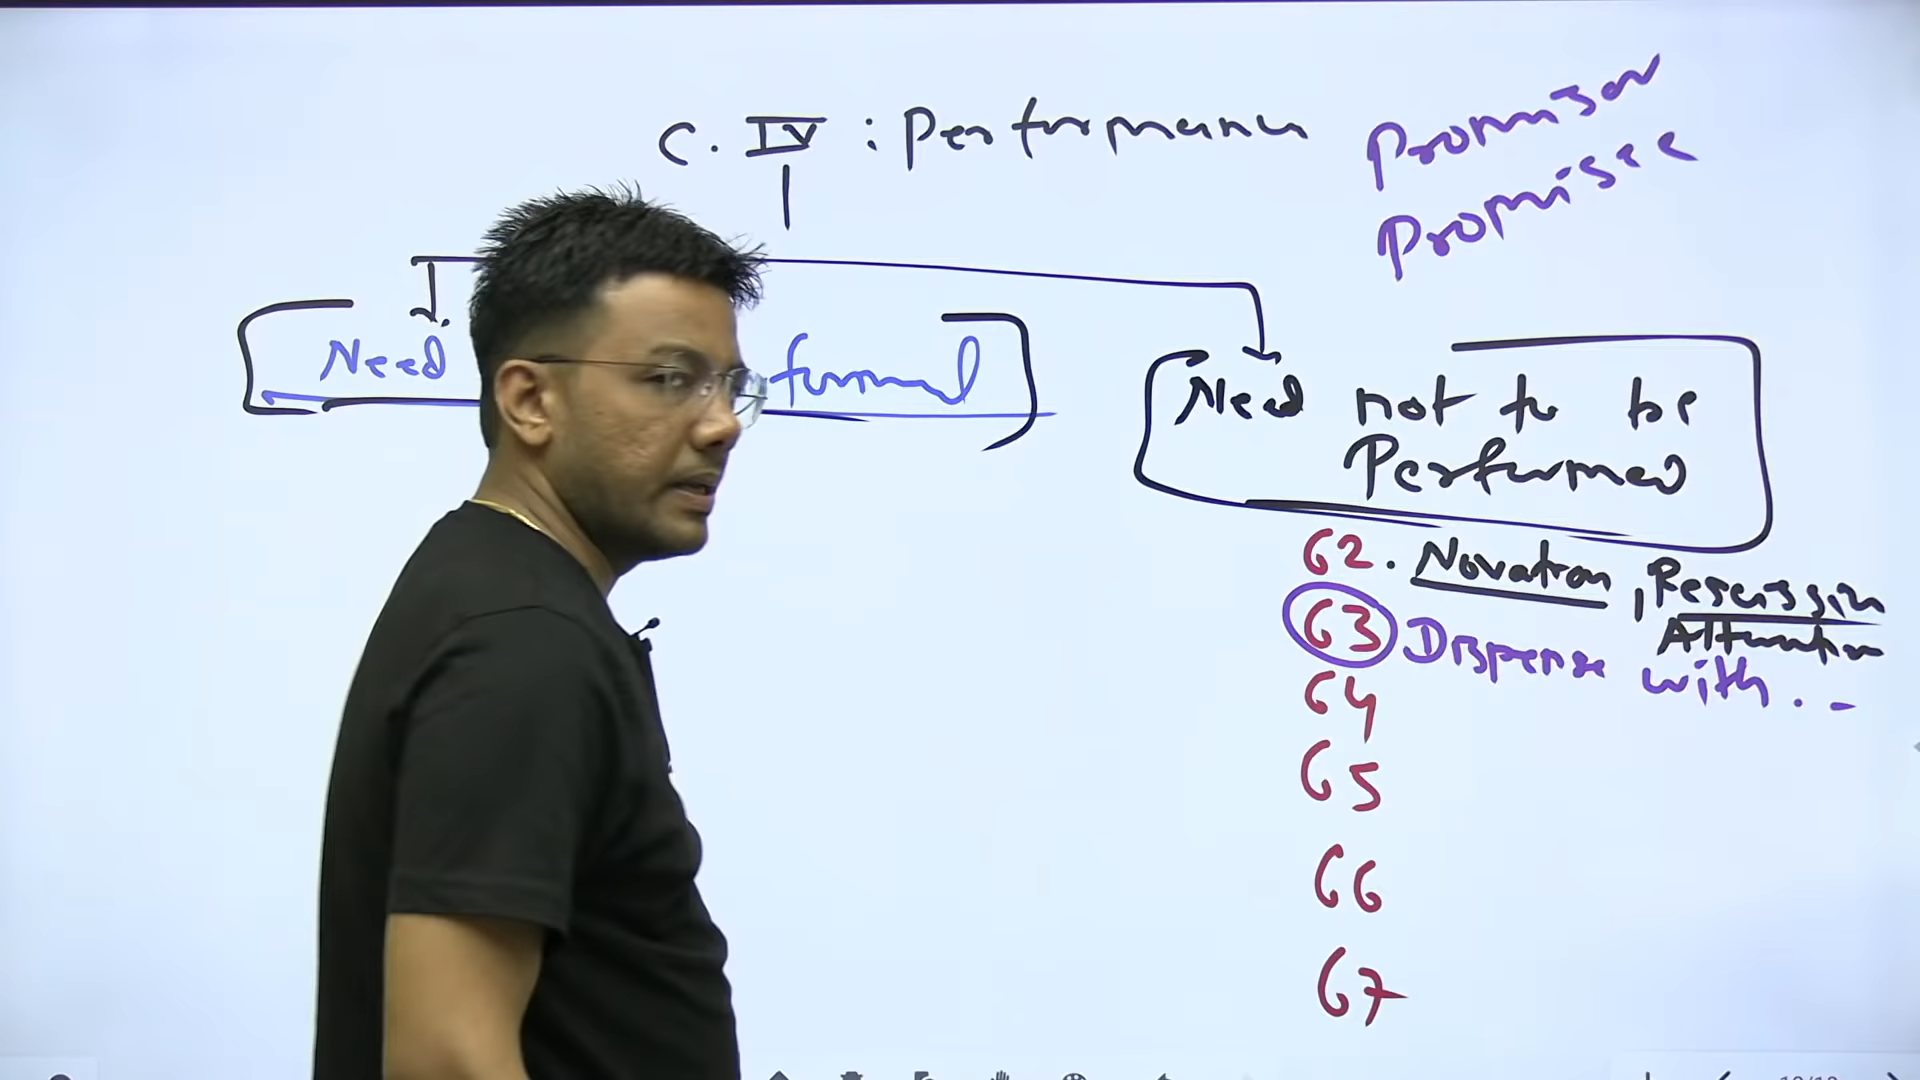 C. IV : Performance
Promisor
Promisee
Need
formed
Need not to be
Performed
62. Novation, Rescission
Alteration
63 Dispense with . -
64
65
66
67